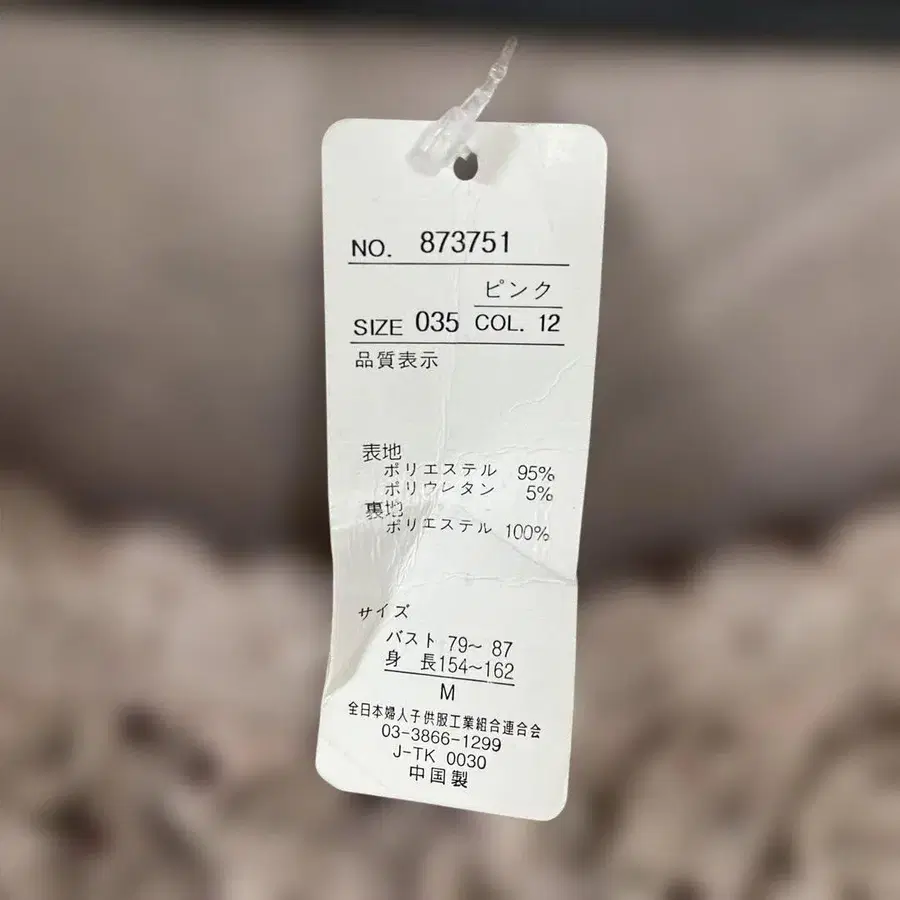 NO. 873751
ピンク
SIZE 035 COL. 12
品質表示
表地
ポリエステル 95%
ポリウレタン 5%
裏地
ポリエステル 100%
サイズ
バスト 79~ 87
身 長154~162
M
全日本婦人子供服工業組合連合会
03-3866-1299
J-TK 0030
中国製